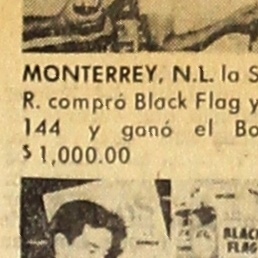 MONTERREY, N.L. la S
R. compró Black Flag y
144 y ganó el Bo
$1,000.00
BLACK
FLAG